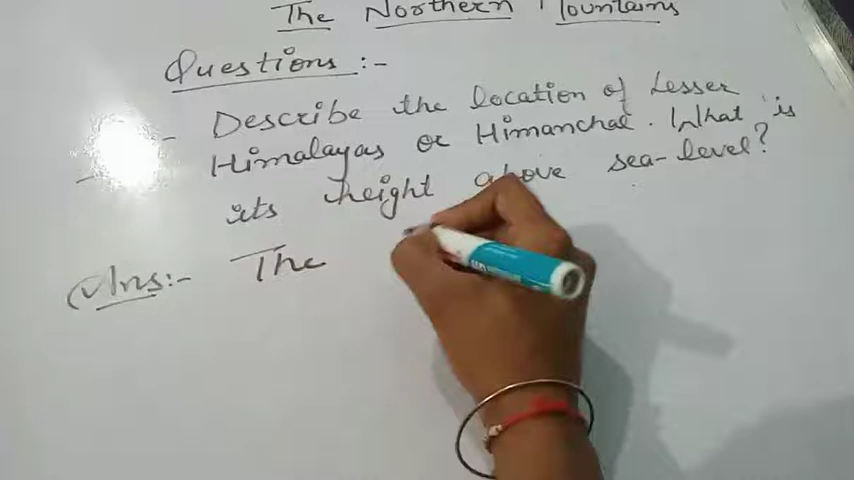 The Northern Mountains
Questions :-
- Describe the location of Lesser
Himalayas or Himanchal. What is
its height above sea-level?
Ans:- The